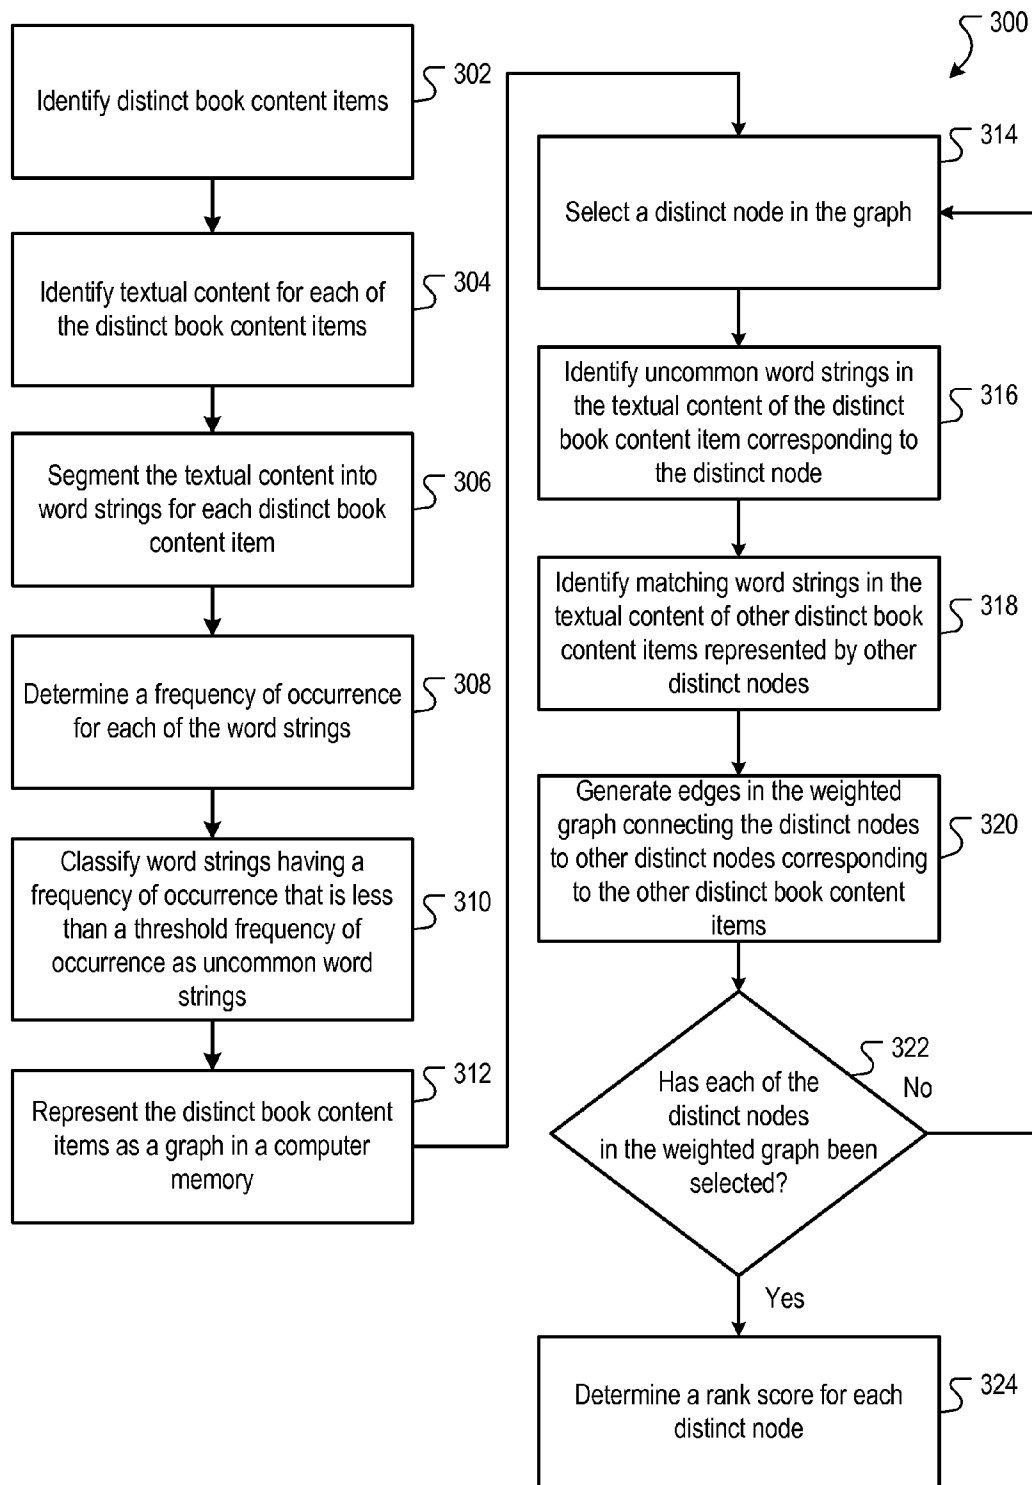 300
Identify distinct book content items
302
Identify textual content for each of
the distinct book content items
304
Segment the textual content into
word strings for each distinct book
content item
306
Determine a frequency of occurrence
for each of the word strings
308
Classify word strings having a
frequency of occurrence that is less
than a threshold frequency of
occurrence as uncommon word
strings
310
Represent the distinct book content
items as a graph in a computer
memory
312
Select a distinct node in the graph
314
Identify uncommon word strings in
the textual content of the distinct
book content item corresponding to
the distinct node
316
Identify matching word strings in the
textual content of other distinct book
content items represented by other
distinct nodes
318
Generate edges in the weighted
graph connecting the distinct nodes
to other distinct nodes corresponding
to the other distinct book content
items
320
Has each of the
distinct nodes
in the weighted graph been
selected?
322
No
Yes
Determine a rank score for each
distinct node
324